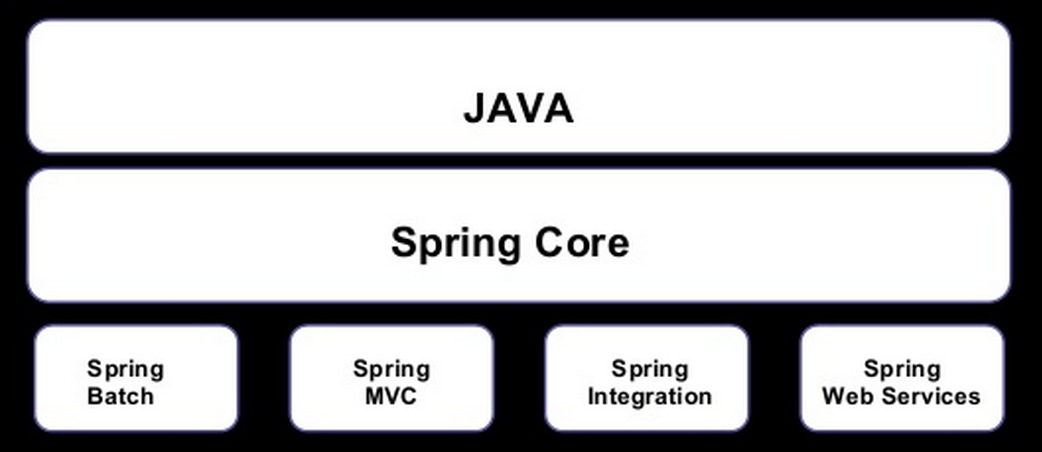 JAVA
Spring Core
Spring
Batch
Spring
MVC
Spring
Integration
Spring
Web Services